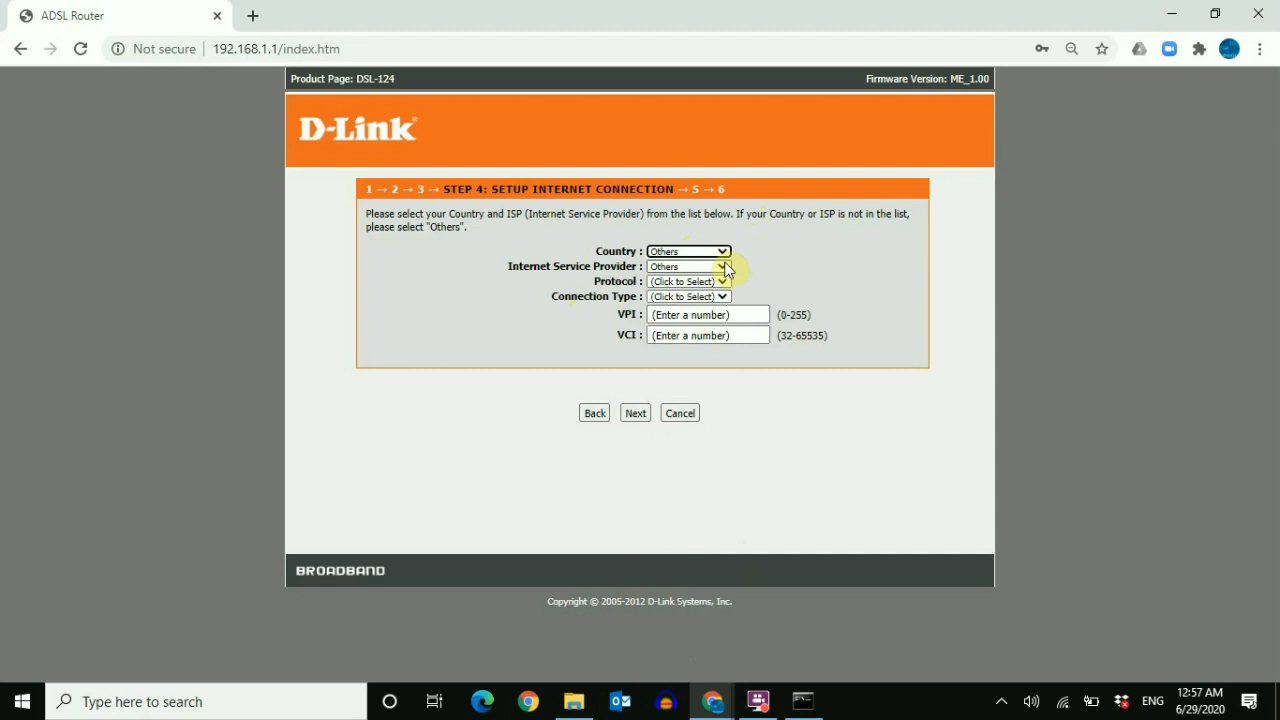 ADSL Router
Not secure
192.168.1.1/index.htm
Product Page: DSL-124
Firmware Version: ME_1.00
D-Link®
1 → 2 → 3 → STEP 4: SETUP INTERNET CONNECTION → 5 → 6
Please select your Country and ISP (Internet Service Provider) from the list below. If your Country or ISP is not in the list,
please select "Others".
Country : Others
Internet Service Provider : Others
Protocol : (Click to Select)
Connection Type : (Click to Select)
VPI : (Enter a number) (0-255)
VCI : (Enter a number) (32-65535)
Back Next Cancel
BROADBAND
Copyright © 2005-2012 D-Link Systems, Inc.
Type here to search
ENG
12:57 AM
6/29/2020